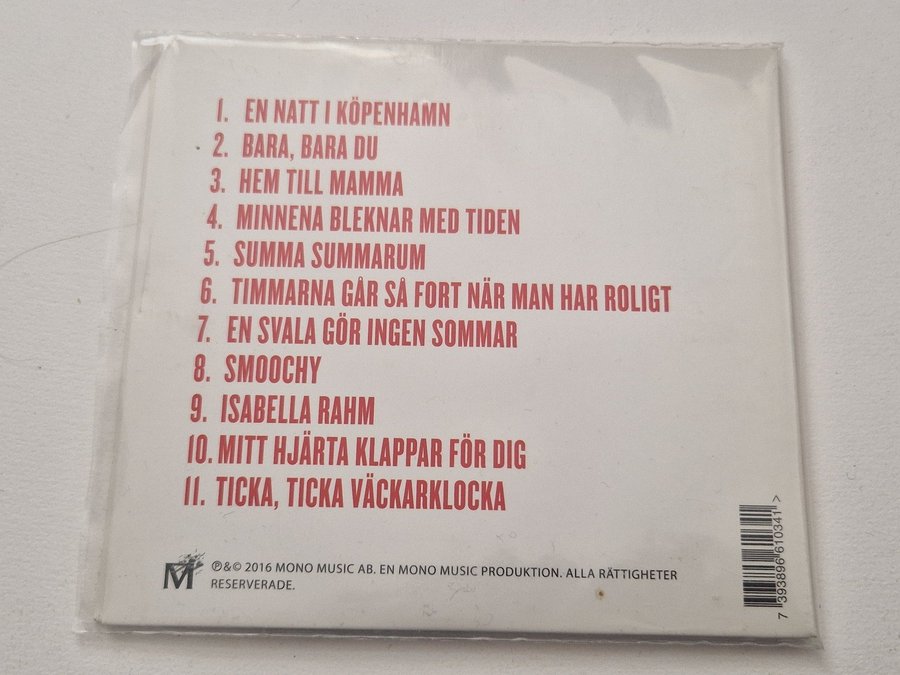 1. EN NATT I KÖPENHAMN
2. BARA, BARA DU
3. HEM TILL MAMMA
4. MINNENA BLEKNAR MED TIDEN
5. SUMMA SUMMARUM
6. TIMMARNA GÅR SÅ FORT NÄR MAN HAR ROLIGT
7. EN SVALA GÖR INGEN SOMMAR
8. SMOOCHY
9. ISABELLA RAHM
10. MITT HJÄRTA KLAPPAR FÖR DIG
11. TICKA, TICKA VÄCKARKLOCKA
M
℗&© 2016 MONO MUSIC AB. EN MONO MUSIC PRODUKTION. ALLA RÄTTIGHETER
RESERVERADE.
7 393896 610341 >